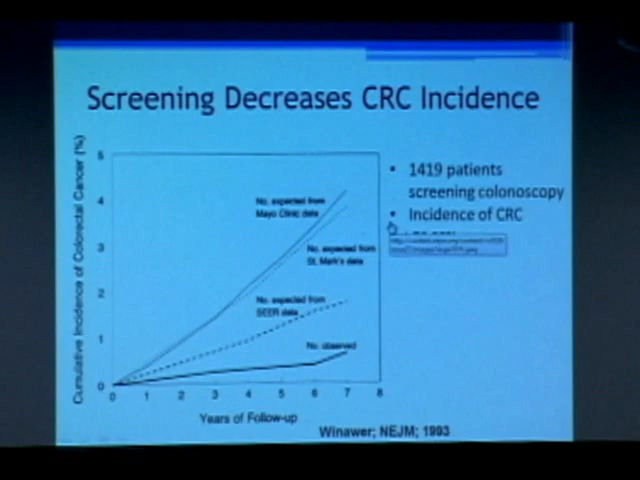 Screening Decreases CRC Incidence
Cumulative Incidence of Colorectal Cancer (%)
5
4
3
2
1
0
No. expected from
Mayo Clinic data
No. expected from
St. Mark's data
No. expected from
SEER data
No. observed
0 1 2 3 4 5 6 7 8
Years of Follow-up
• 1419 patients
screening colonoscopy
• Incidence of CRC
Winawer; NEJM; 1993